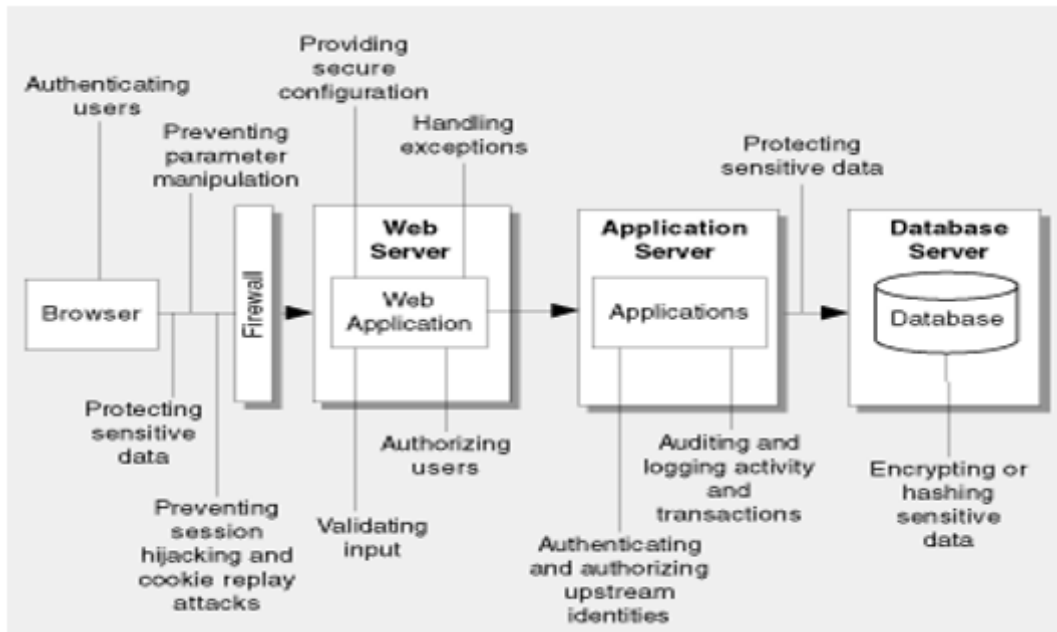 Providing
secure
configuration
Authenticating
users
Preventing
parameter
manipulation
Handling
exceptions
Protecting
sensitive data
Web
Server
Application
Server
Database
Server
Browser
Firewall
Web
Application
Applications
Database
Protecting
sensitive
data
Authorizing
users
Auditing and
logging activity
and
transactions
Encrypting or
hashing
sensitive
data
Preventing
session
hijacking and
cookie replay
attacks
Validating
input
Authenticating
and authorizing
upstream
identities